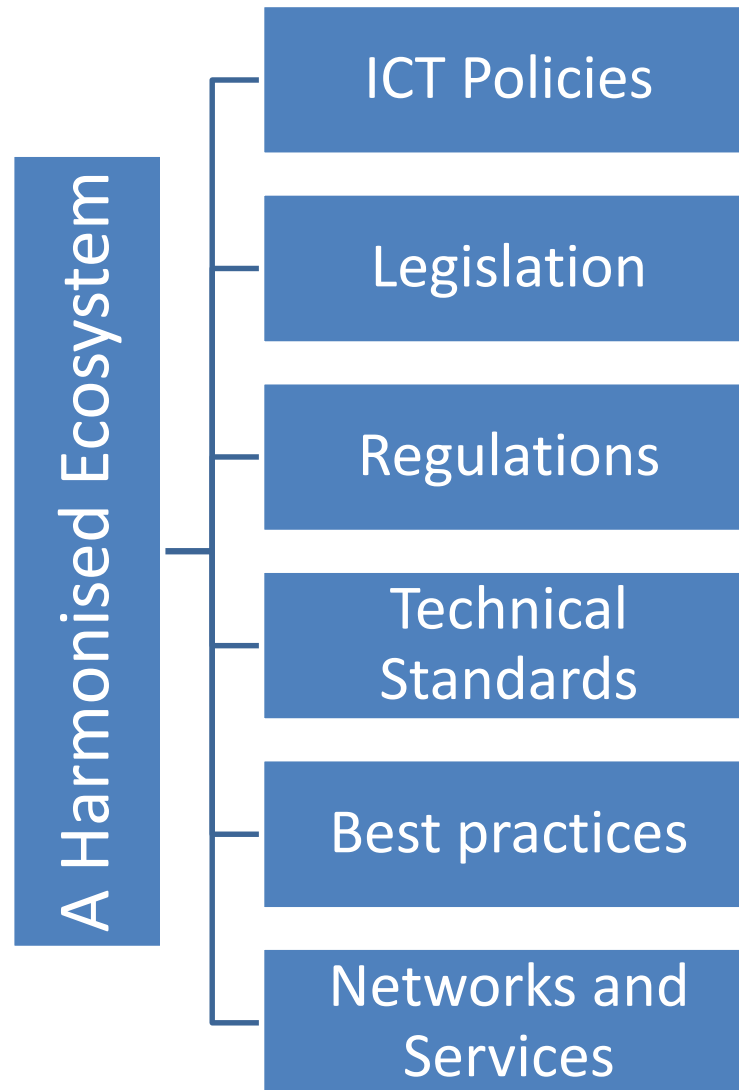 A Harmonised Ecosystem
ICT Policies
Legislation
Regulations
Technical
Standards
Best practices
Networks and
Services